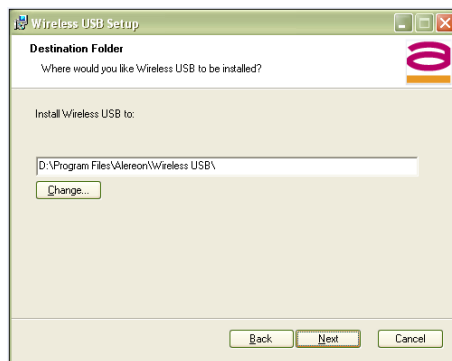 Wireless USB Setup
Destination Folder
Where would you like Wireless USB to be installed?
Install Wireless USB to:
D:\Program Files\Alereon\Wireless USB\
Change...
Back Next Cancel